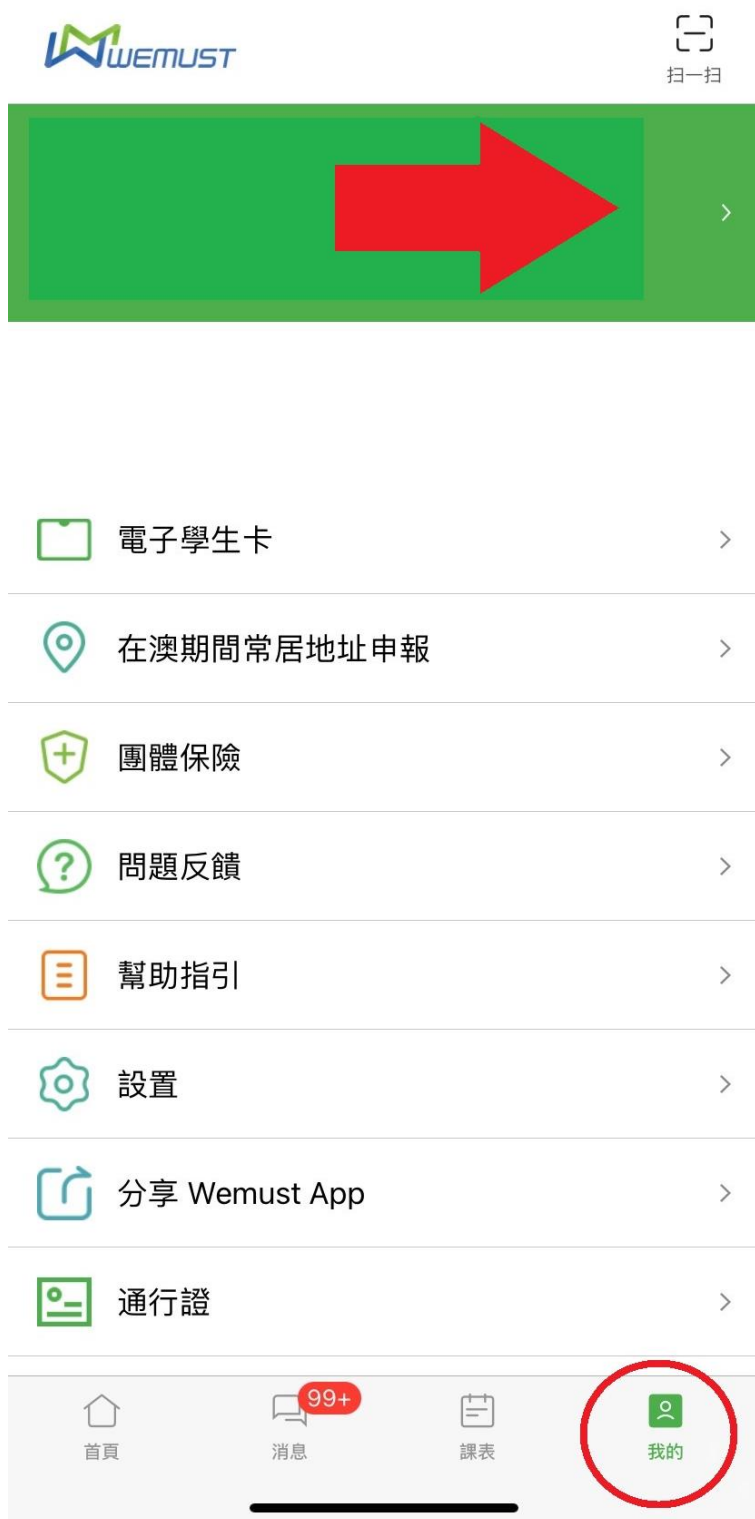 WEMUST
扫一扫
電子學生卡
在澳期間常居地址申報
團體保險
問題反饋
幫助指引
設置
分享 Wemust App
通行證
99+
首頁
消息
課表
我的